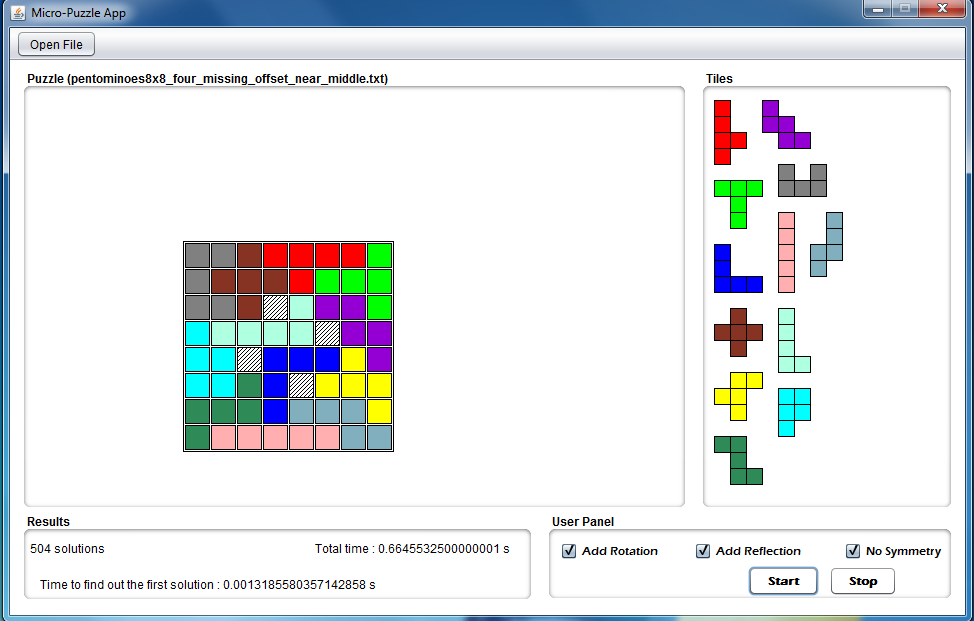 Micro-Puzzle App
Open File
Puzzle (pentominoes8x8_four_missing_offset_near_middle.txt)
Tiles
Results
504 solutions
Total time : 0.6645532500000001 s
Time to find out the first solution : 0.0013185580357142858 s
User Panel
Add Rotation
Add Reflection
No Symmetry
Start
Stop